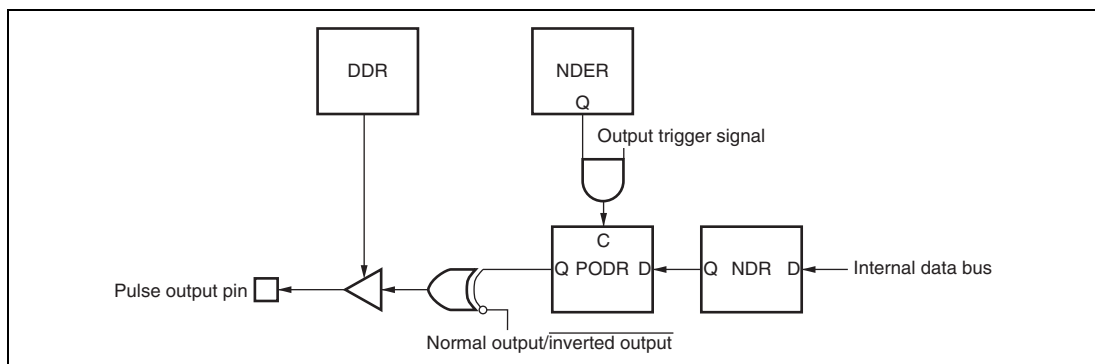 DDR
NDER
Q
Output trigger signal
C
Q PODR D
Q NDR D
Internal data bus
Pulse output pin
Normal output/inverted output